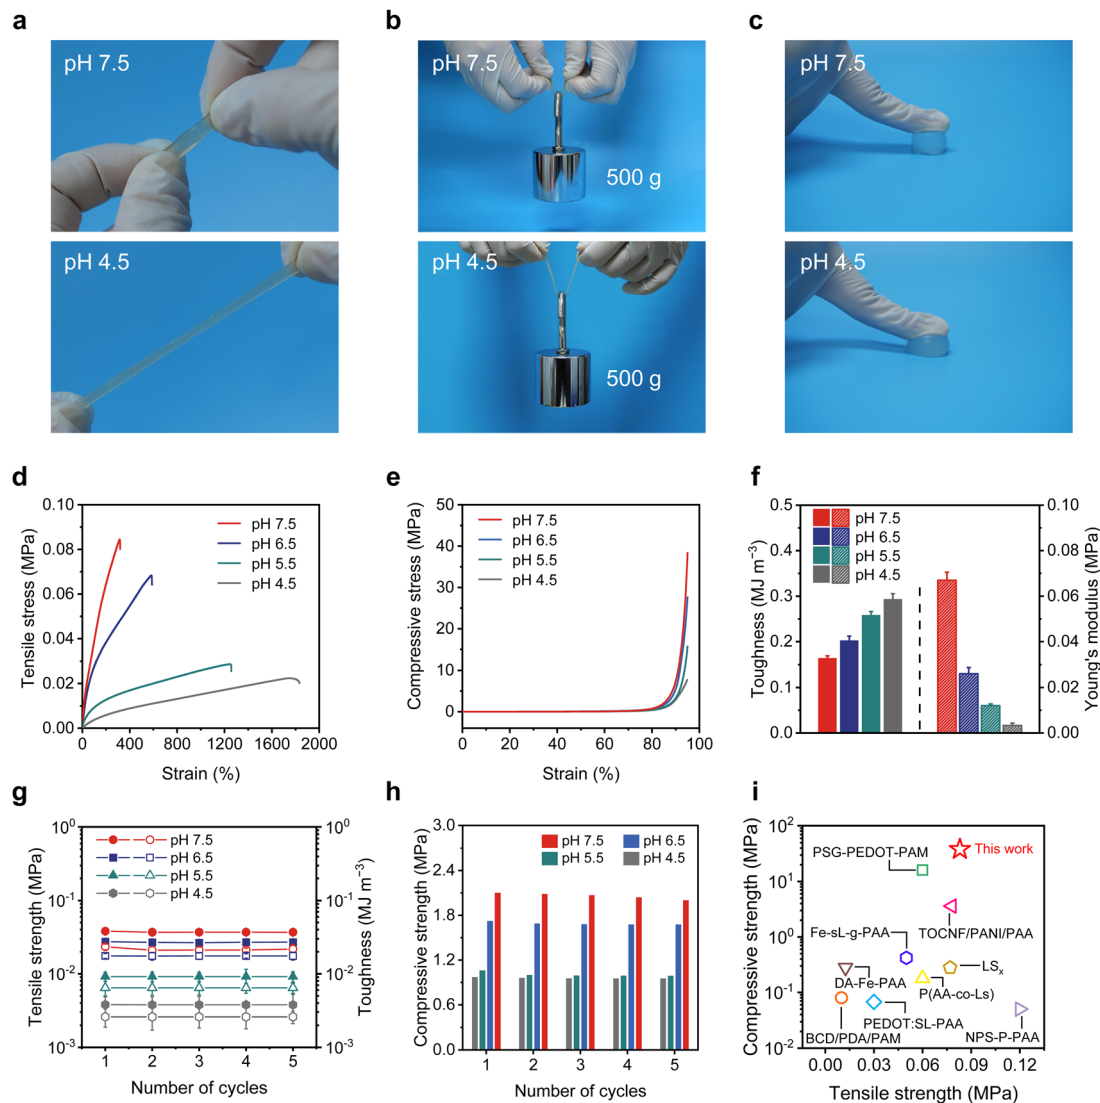 a
b
c
pH 7.5
pH 7.5
500 g
pH 7.5
pH 4.5
pH 4.5
500 g
pH 4.5
d
Tensile stress (MPa)
0.10
0.08
0.06
0.04
0.02
0.00
pH 7.5
pH 6.5
pH 5.5
pH 4.5
0 400 800 1200 1600 2000
Strain (%)
e
Compressive stress (MPa)
50
40
30
20
10
0
pH 7.5
pH 6.5
pH 5.5
pH 4.5
0 20 40 60 80 100
Strain (%)
f
Toughness (MJ m⁻³)
0.5
0.4
0.3
0.2
0.1
0.0
pH 7.5
pH 6.5
pH 5.5
pH 4.5
0.10
0.08
0.06
0.04
0.02
0.00
Young's modulus (MPa)
g
Tensile strength (MPa)
10⁰
10⁻¹
10⁻²
10⁻³
pH 7.5
pH 6.5
pH 5.5
pH 4.5
10⁰
10⁻¹
10⁻²
10⁻³
Toughness (MJ m⁻³)
1 2 3 4 5
Number of cycles
h
Compressive strength (MPa)
3.0
2.4
1.8
1.2
0.6
0.0
pH 7.5 pH 6.5
pH 5.5 pH 4.5
1 2 3 4 5
Number of cycles
i
Compressive strength (MPa)
10²
10¹
10⁰
10⁻¹
10⁻²
This work
PSG-PEDOT-PAM
TOCNF/PANI/PAA
Fe-sL-g-PAA
LSₓ
DA-Fe-PAA
P(AA-co-Ls)
PEDOT:SL-PAA
BCD/PDA/PAM
NPS-P-PAA
0.00 0.03 0.06 0.09 0.12
Tensile strength (MPa)